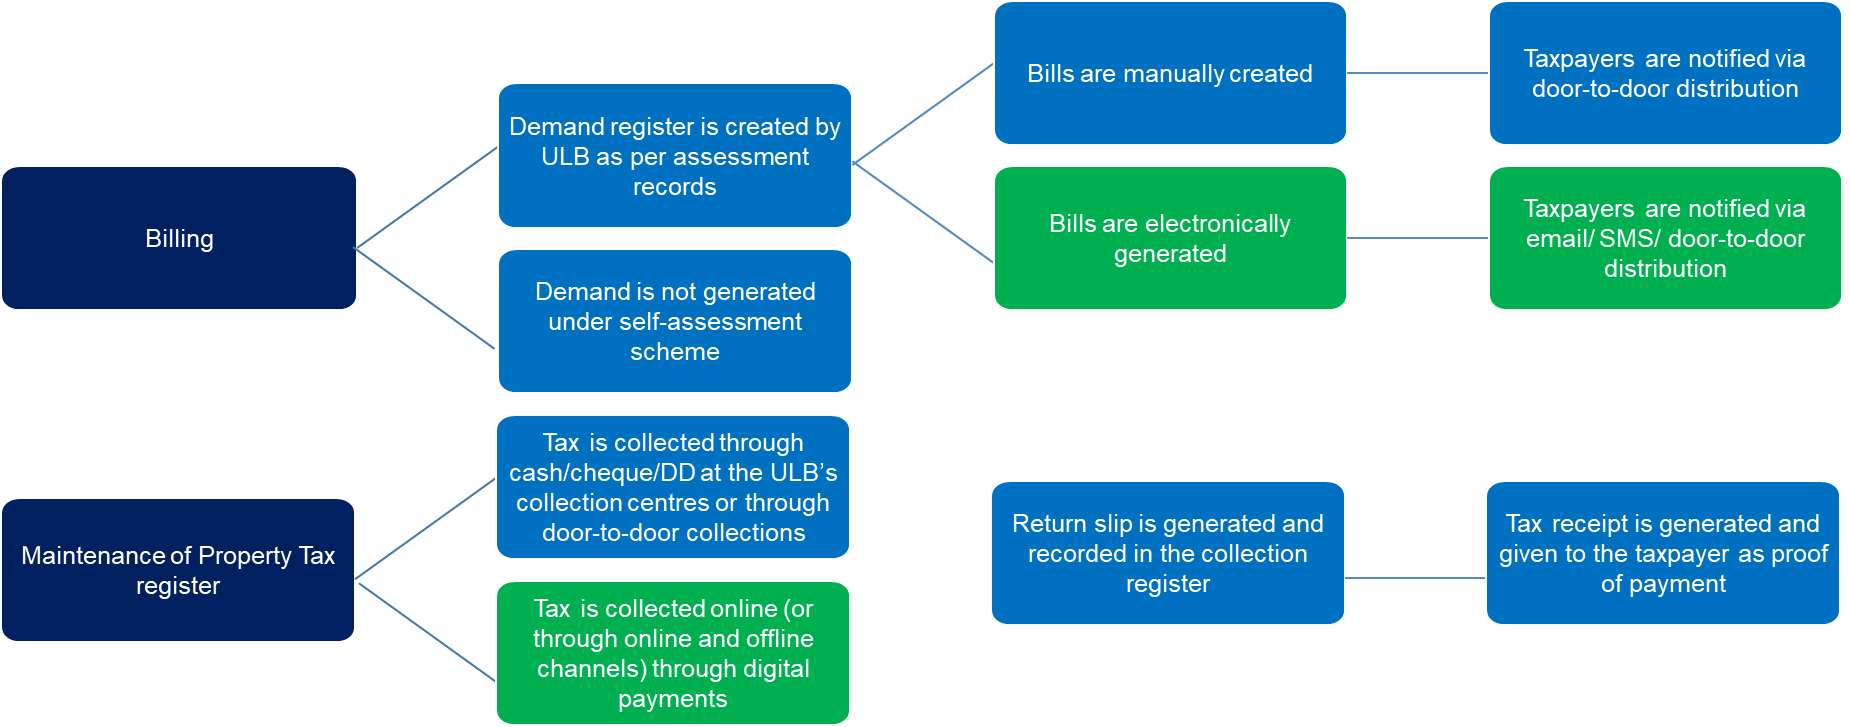 Billing
Demand register is created by
ULB as per assessment
records
Demand is not generated
under self-assessment
scheme
Bills are manually created
Taxpayers are notified via
door-to-door distribution
Bills are electronically
generated
Taxpayers are notified via
email/ SMS/ door-to-door
distribution
Maintenance of Property Tax
register
Tax is collected through
cash/cheque/DD at the ULB’s
collection centres or through
door-to-door collections
Tax is collected online (or
through online and offline
channels) through digital
payments
Return slip is generated and
recorded in the collection
register
Tax receipt is generated and
given to the taxpayer as proof
of payment